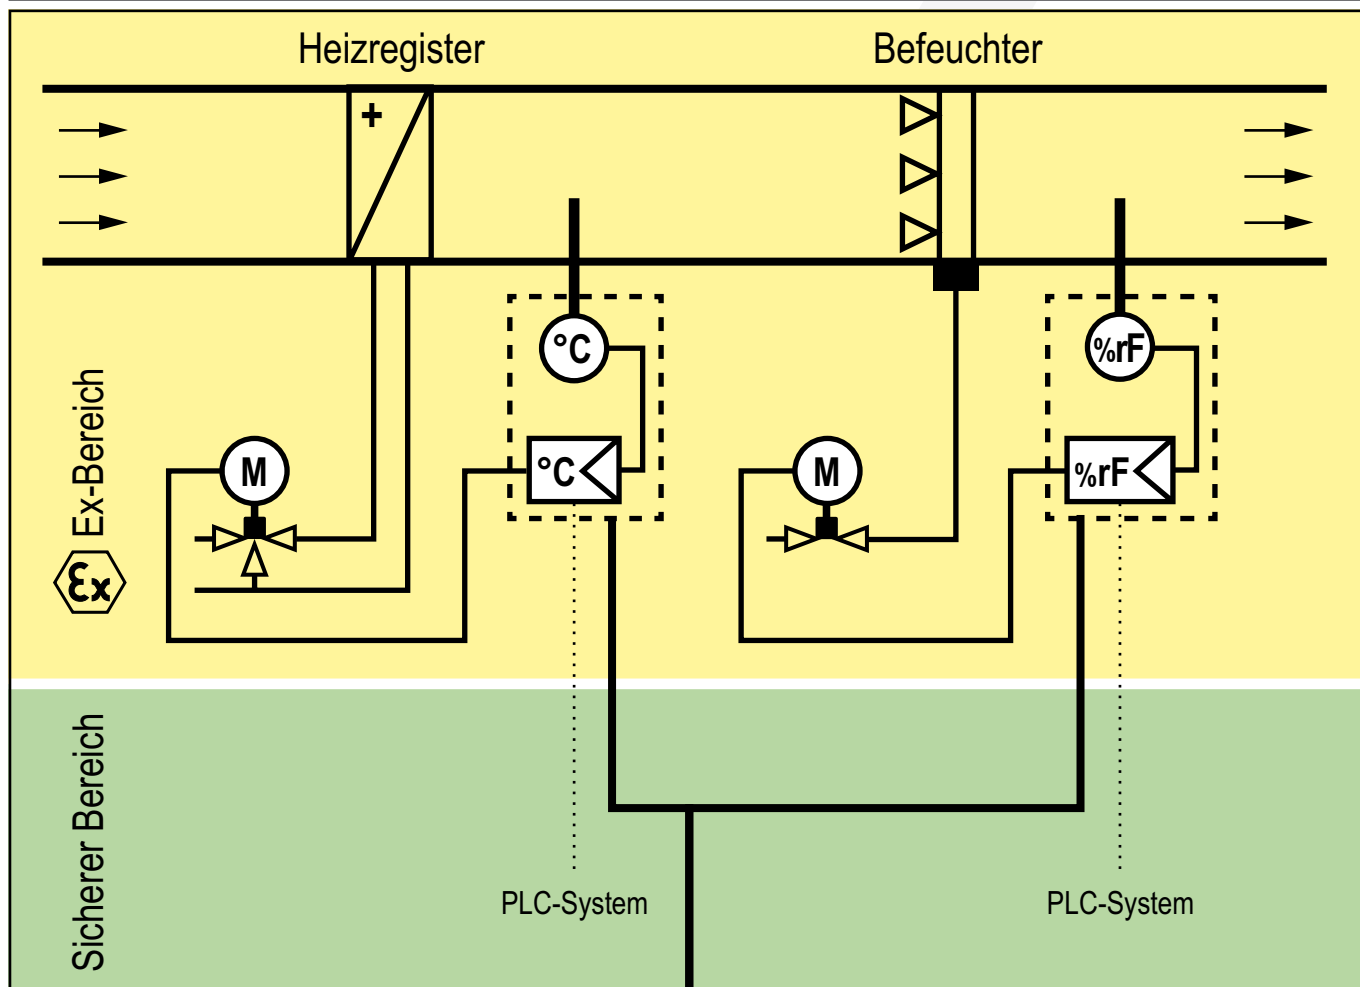 Heizregister
Befeuchter
+
°C
%rF
°C
%rF
M
M
Ex-Bereich
Ex
Sicherer Bereich
PLC-System
PLC-System